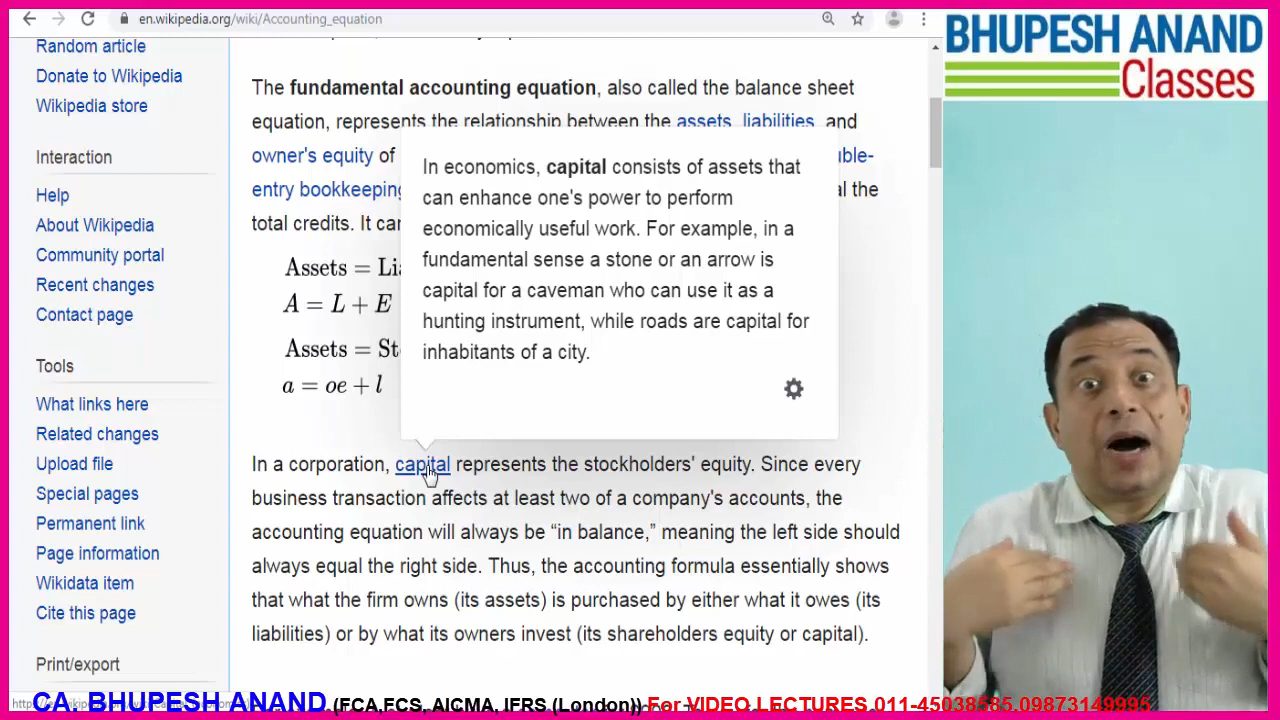 en.wikipedia.org/wiki/Accounting_equation
BHUPESH ANAND
Classes
Random article
Donate to Wikipedia
Wikipedia store
Interaction
Help
About Wikipedia
Community portal
Recent changes
Contact page
Tools
What links here
Related changes
Upload file
Special pages
Permanent link
Page information
Wikidata item
Cite this page
Print/export
The fundamental accounting equation, also called the balance sheet
equation, represents the relationship between the assets, liabilities, and
owner's equity of
entry bookkeeping
al the
total credits. It
Assets =
A = L + E
Assets =
a = oe + l
In economics, capital consists of assets that
can enhance one's power to perform
economically useful work. For example, in a
fundamental sense a stone or an arrow is
capital for a caveman who can use it as a
hunting instrument, while roads are capital for
inhabitants of a city.
In a corporation, capital represents the stockholders' equity. Since every
business transaction affects at least two of a company's accounts, the
accounting equation will always be “in balance,” meaning the left side should
always equal the right side. Thus, the accounting formula essentially shows
that what the firm owns (its assets) is purchased by either what it owes (its
liabilities) or by what its owners invest (its shareholders equity or capital).
CA. BHUPESH ANAND (FCA,FCS, AICMA, IFRS (London)) For VIDEO LECTURES 011-45038585,09873149995